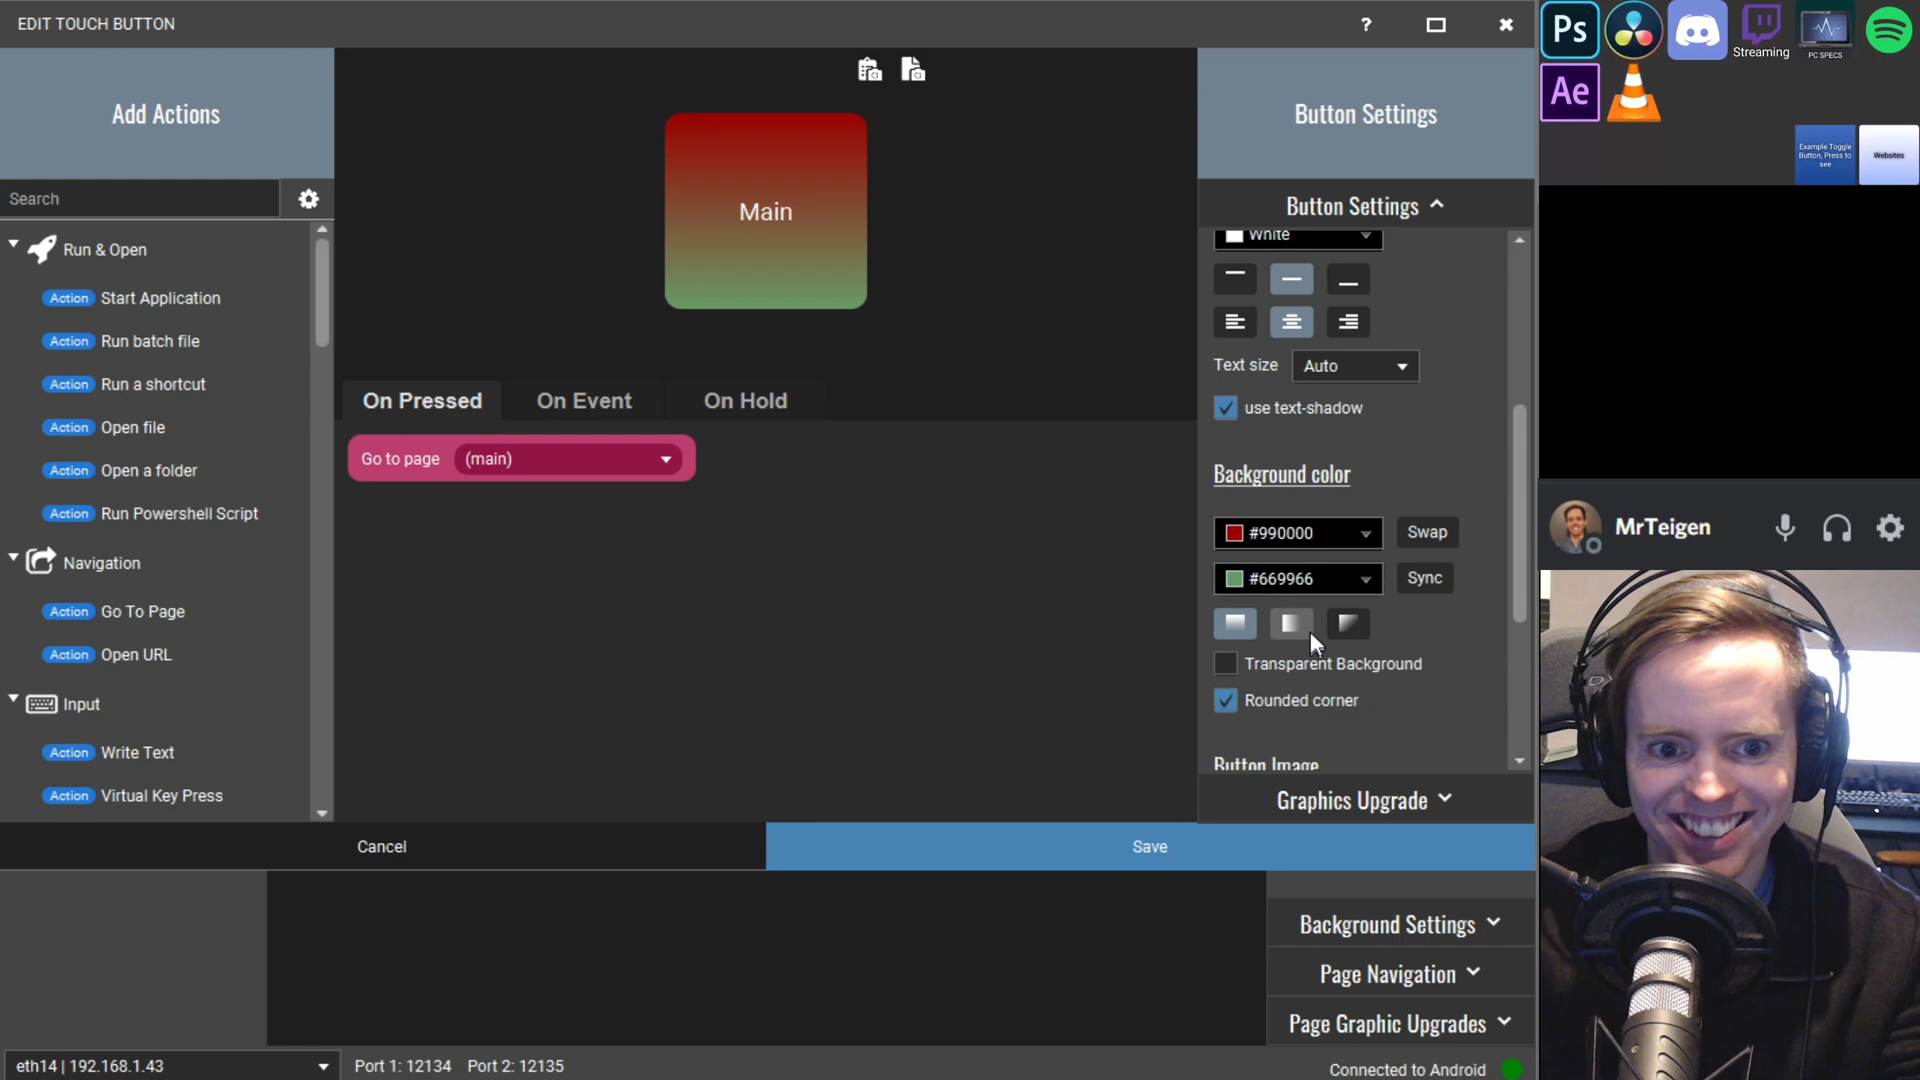 EDIT TOUCH BUTTON
?
Add Actions
Search
Run & Open
Action Start Application
Action Run batch file
Action Run a shortcut
Action Open file
Action Open a folder
Action Run Powershell Script
Navigation
Action Go To Page
Action Open URL
Input
Action Write Text
Action Virtual Key Press
Main
On Pressed
On Event
On Hold
Go to page (main)
Button Settings
Button Settings
White
Text size Auto
use text-shadow
Background color
#990000 Swap
#669966 Sync
Transparent Background
Rounded corner
Button Image
Graphics Upgrade
Cancel
Save
Background Settings
Page Navigation
Page Graphic Upgrades
eth14 | 192.168.1.43
Port 1: 12134 Port 2: 12135
Connected to Android
Ps
Streaming
PC SPECS
Ae
Example Toggle
Button, Press to
see
Websites
MrTeigen